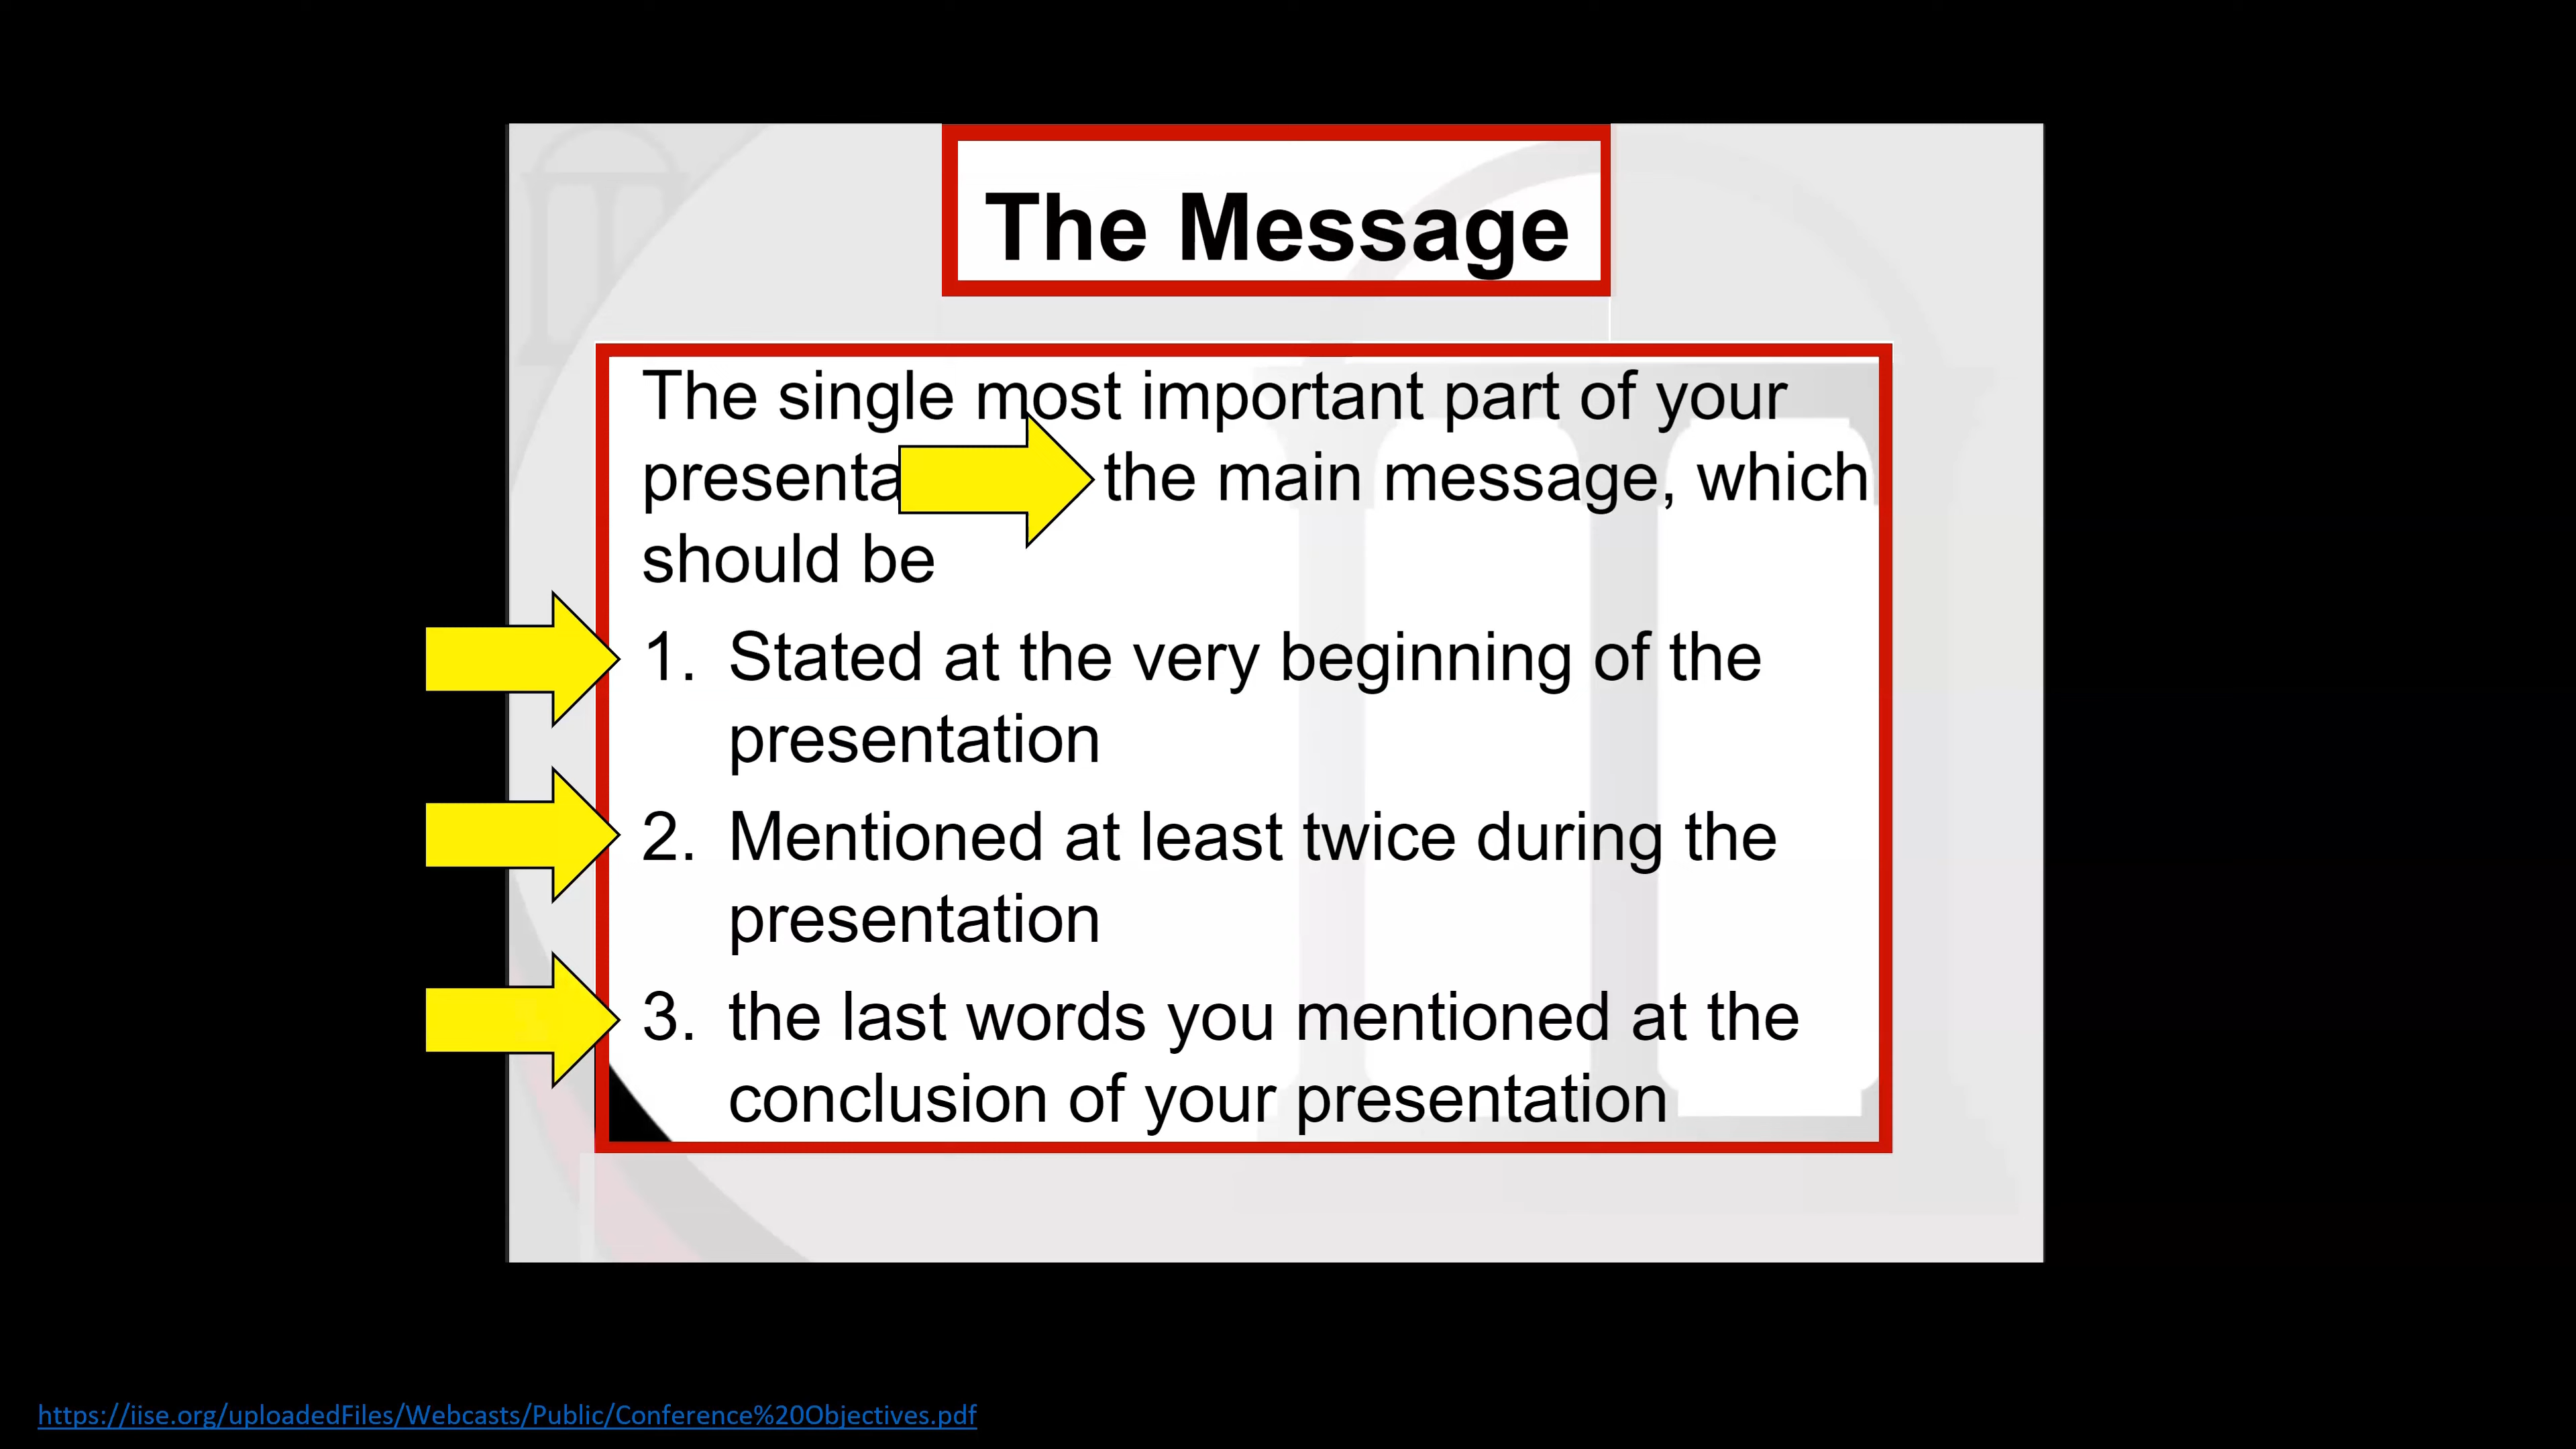 The Message
The single most important part of your
presenta the main message, which
should be
1. Stated at the very beginning of the
presentation
2. Mentioned at least twice during the
presentation
3. the last words you mentioned at the
conclusion of your presentation
https://iise.org/uploadedFiles/Webcasts/Public/Conference%20Objectives.pdf